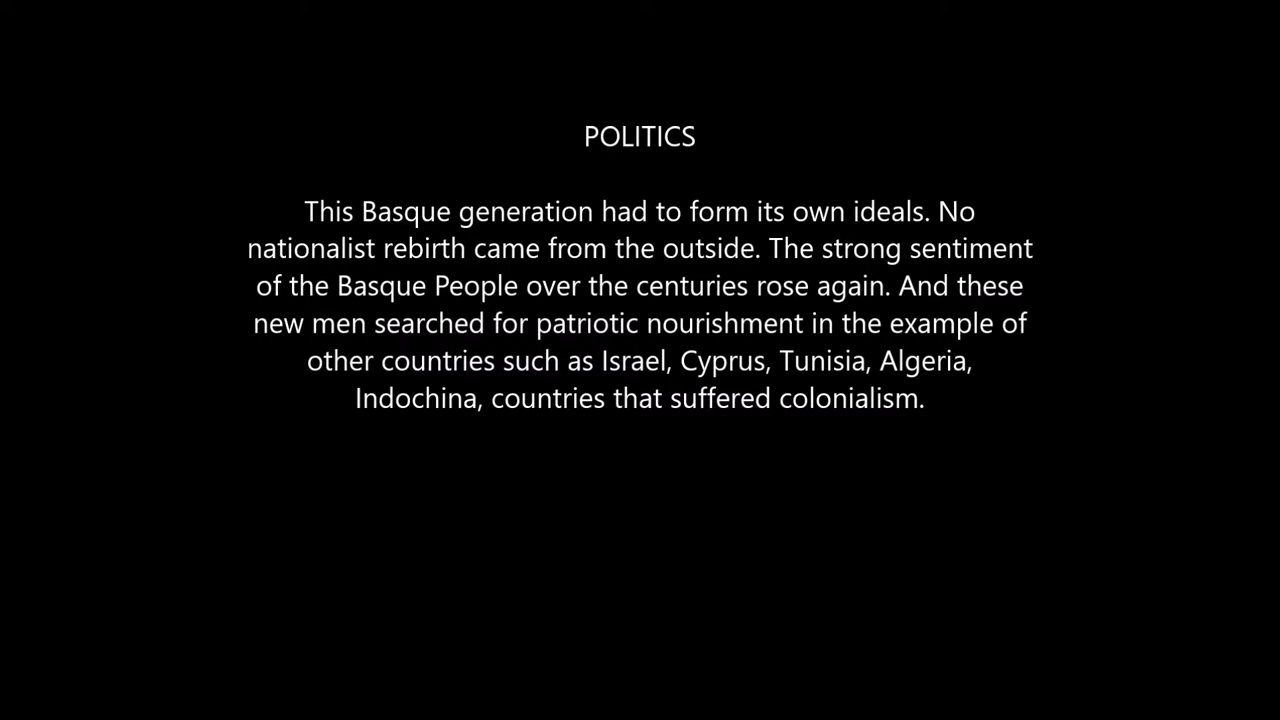 POLITICS
This Basque generation had to form its own ideals. No
nationalist rebirth came from the outside. The strong sentiment
of the Basque People over the centuries rose again. And these
new men searched for patriotic nourishment in the example of
other countries such as Israel, Cyprus, Tunisia, Algeria,
Indochina, countries that suffered colonialism.